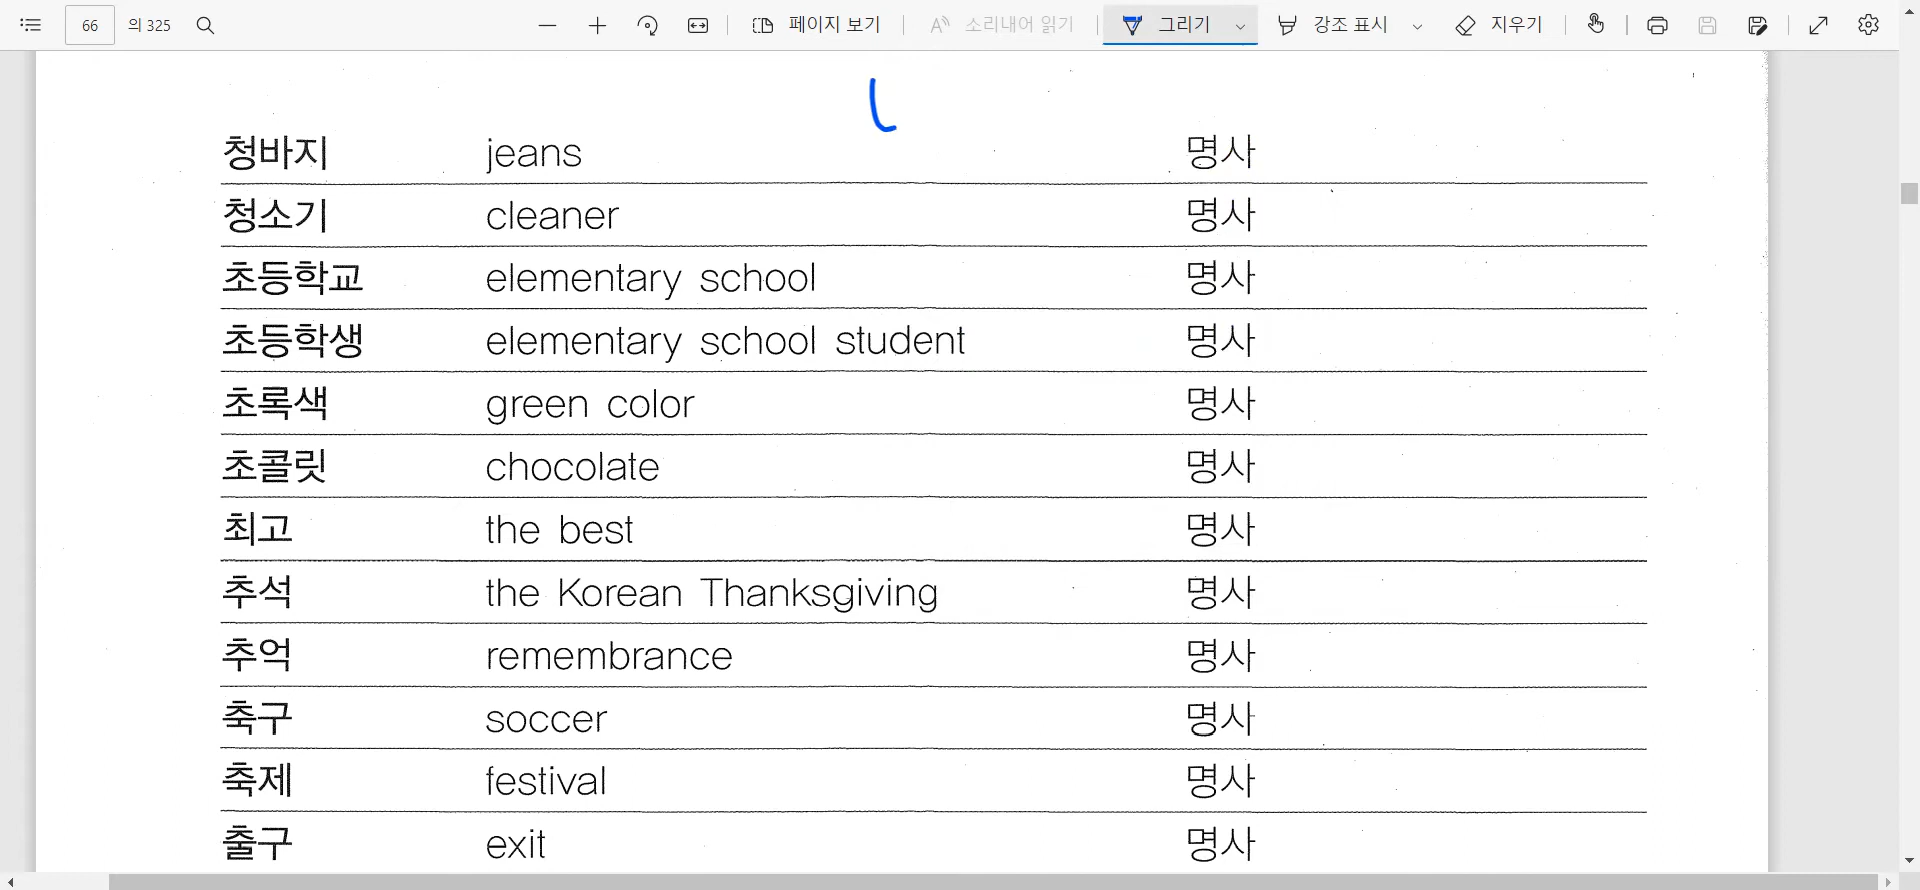 66 의 325 페이지 보기 소리내어 읽기 그리기 강조 표시 지우기
청바지 jeans 명사
청소기 cleaner 명사
초등학교 elementary school 명사
초등학생 elementary school student 명사
초록색 green color 명사
초콜릿 chocolate 명사
최고 the best 명사
추석 the Korean Thanksgiving 명사
추억 remembrance 명사
축구 soccer 명사
축제 festival 명사
출구 exit 명사